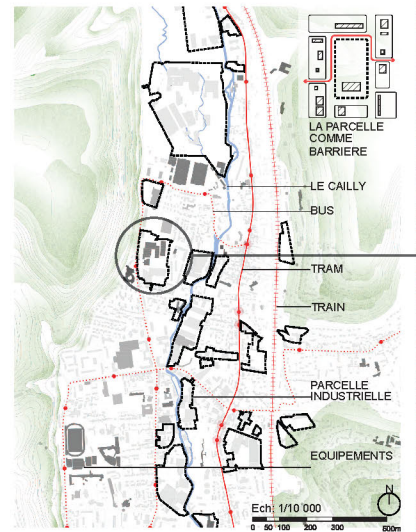 LA PARCELLE
COMME
BARRIERE
LE CAILLY
BUS
TRAM
TRAIN
PARCELLE
INDUSTRIELLE
EQUIPEMENTS
N
Ech: 1/10 000
0 50 100 200 300 500m